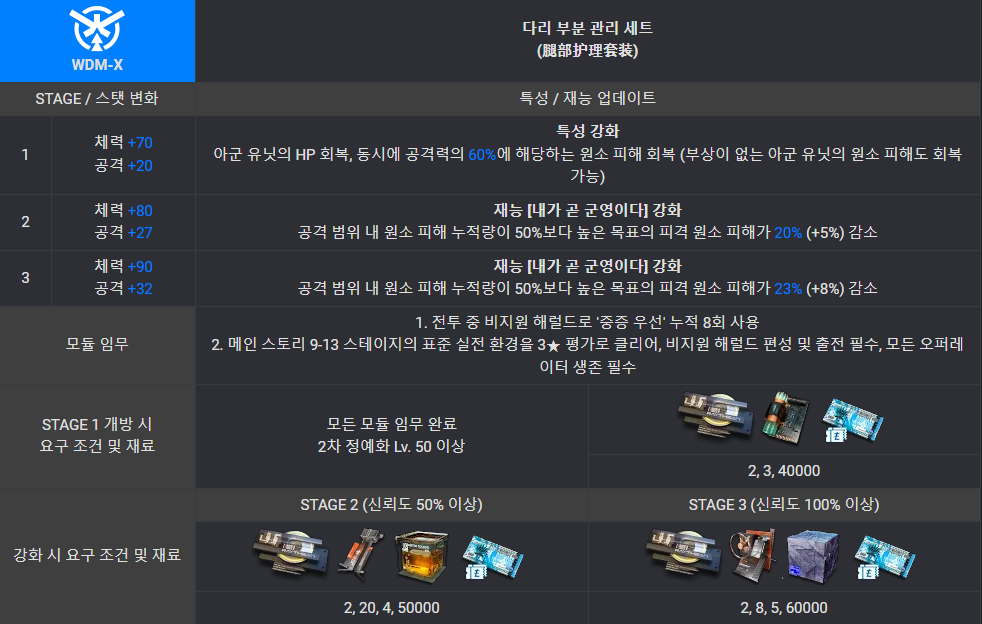 WDM-X
다리 부분 관리 세트
(腿部护理套装)
STAGE / 스탯 변화
특성 / 재능 업데이트
1
체력 +70
공격 +20
특성 강화
아군 유닛의 HP 회복, 동시에 공격력의 60%에 해당하는 원소 피해 회복 (부상이 없는 아군 유닛의 원소 피해도 회복
가능)
2
체력 +80
공격 +27
재능 [내가 곧 군영이다] 강화
공격 범위 내 원소 피해 누적량이 50%보다 높은 목표의 피격 원소 피해가 20% (+5%) 감소
3
체력 +90
공격 +32
재능 [내가 곧 군영이다] 강화
공격 범위 내 원소 피해 누적량이 50%보다 높은 목표의 피격 원소 피해가 23% (+8%) 감소
모듈 임무
1. 전투 중 비지원 해럴드로 '중증 우선' 누적 8회 사용
2. 메인 스토리 9-13 스테이지의 표준 실전 환경을 3★ 평가로 클리어, 비지원 해럴드 편성 및 출전 필수, 모든 오퍼레
이터 생존 필수
STAGE 1 개방 시
요구 조건 및 재료
모든 모듈 임무 완료
2차 정예화 Lv. 50 이상
2, 3, 40000
강화 시 요구 조건 및 재료
STAGE 2 (신뢰도 50% 이상)
STAGE 3 (신뢰도 100% 이상)
2, 20, 4, 50000
2, 8, 5, 60000